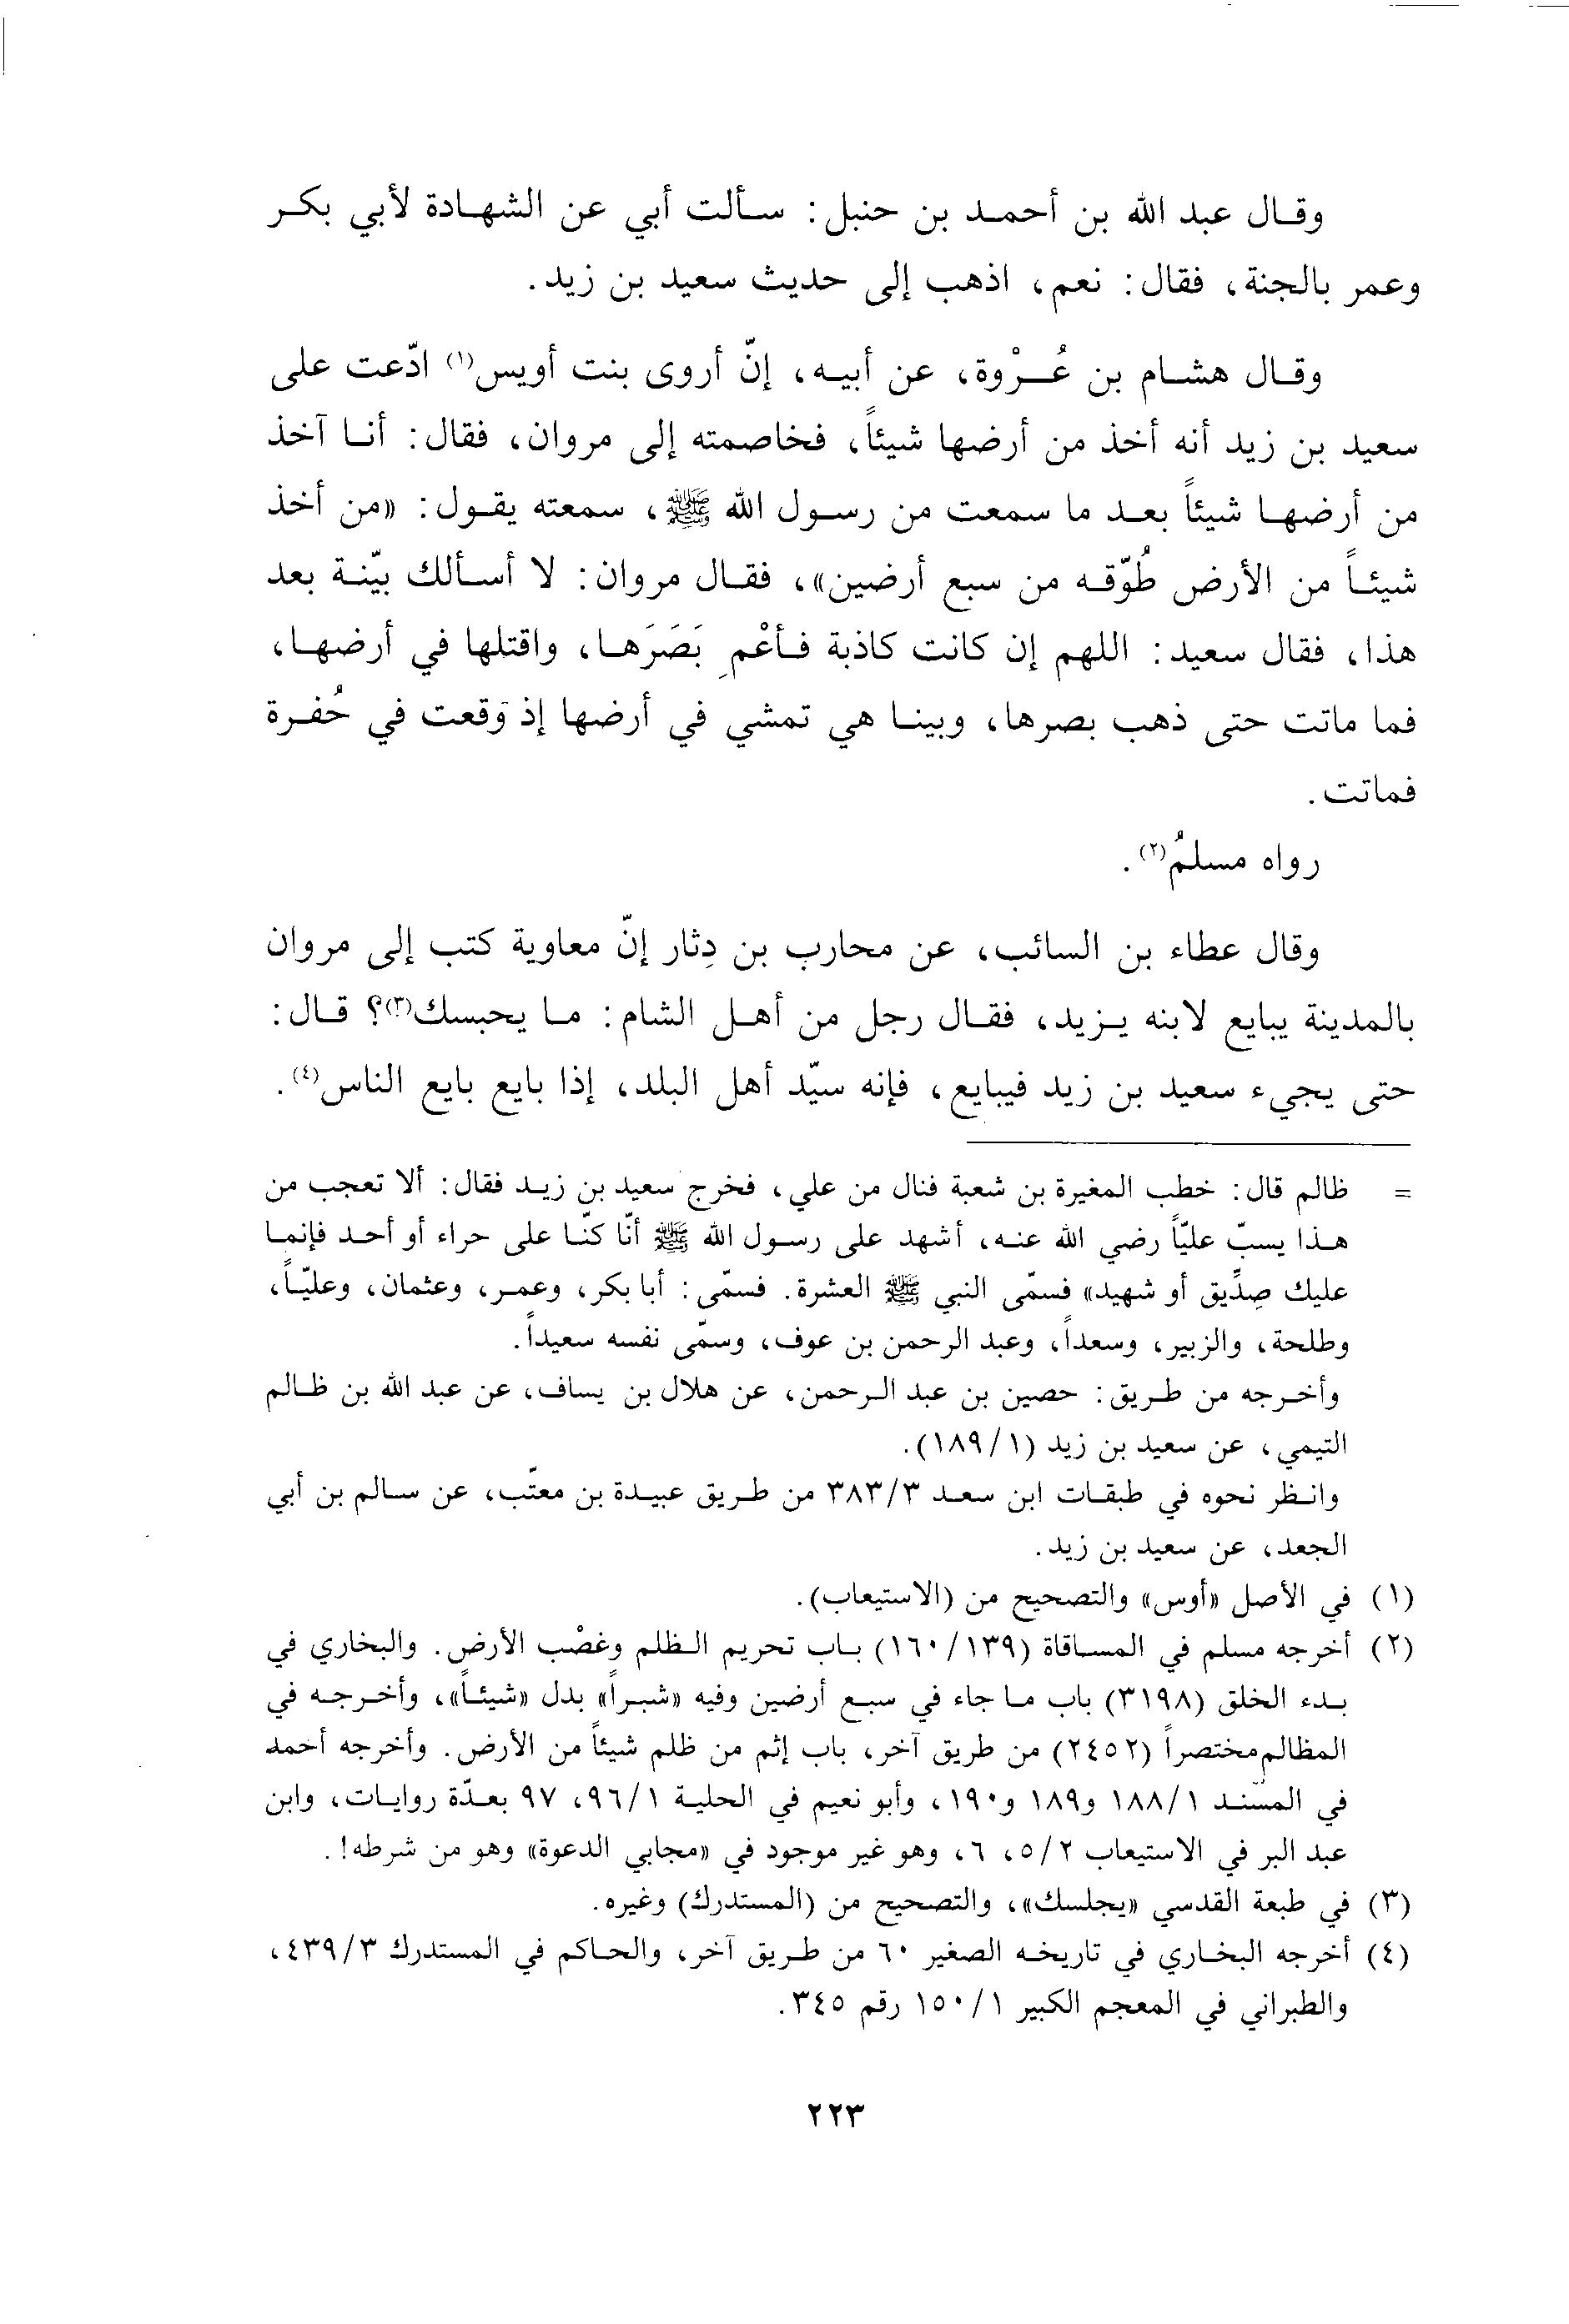 وقال عبد الله بن أحمد بن حنبل: سألت أبي عن الشهادة لأبي بكر
وعمر بالجنة، فقال: نعم، اذهب إلى حديث سعيد بن زيد.
وقال هشام بن عُرْوة، عن أبيه، إنّ أروى بنت أويس(١) ادّعت على
سعيد بن زيد أنه أخذ من أرضها شيئاً، فخاصمته إلى مروان، فقال: أنا آخذ
من أرضها شيئاً بعد ما سمعت من رسول الله ﷺ، سمعته يقول: «من أخذ
شيئاً من الأرض طُوّقه من سبع أرضين»، فقال مروان: لا أسألك بيّنة بعد
هذا، فقال سعيد: اللهم إن كانت كاذبة فأعْمِ بَصَرَها، واقتلها في أرضها،
فما ماتت حتى ذهب بصرها، وبينا هي تمشي في أرضها إذ وقعت في حُفرة
فماتت.
رواه مسلمُ(٢).
وقال عطاء بن السائب، عن محارب بن دِثار إنّ معاوية كتب إلى مروان
بالمدينة يبايع لابنه يزيد، فقال رجل من أهل الشام: ما يحبسك(٣)؟ قال:
حتى يجيء سعيد بن زيد فيبايع، فإنه سيّد أهل البلد، إذا بايع بايع الناس(٤).
= ظالم قال: خطب المغيرة بن شعبة فنال من علي، فخرج سعيد بن زيد فقال: ألا تعجب من
هذا يسبّ عليّاً رضي الله عنه، أشهد على رسول الله ﷺ أنّا كنّا على حراء أو أحد فإنما
عليك صِدِّيق أو شهيد» فسمّى النبي ﷺ العشرة. فسمّى: أبا بكر، وعمر، وعثمان، وعليّاً،
وطلحة، والزبير، وسعداً، وعبد الرحمن بن عوف، وسمّى نفسه سعيداً.
وأخرجه من طريق: حصين بن عبد الرحمن، عن هلال بن يساف، عن عبد الله بن ظالم
التيمي، عن سعيد بن زيد (١/١٨٩).
وانظر نحوه في طبقات ابن سعد ٣/٣٨٣ من طريق عبيدة بن معتّب، عن سالم بن أبي
الجعد، عن سعيد بن زيد.
(١) في الأصل «أوس» والتصحيح من (الاستيعاب).
(٢) أخرجه مسلم في المساقاة (١٦٠/١٣٩) باب تحريم الظلم وغصْب الأرض. والبخاري في
بدء الخلق (٣١٩٨) باب ما جاء في سبع أرضين وفيه «شبراً» بدل «شيئاً»، وأخرجه في
المظالم مختصراً (٢٤٥٢) من طريق آخر، باب إثم من ظلم شيئاً من الأرض. وأخرجه أحمد
في المسند ١/١٨٨ و١٨٩ و١٩٠، وأبو نعيم في الحلية ١/٩٦، ٩٧ بعدّة روايات، وابن
عبد البر في الاستيعاب ٢/٥، ٦، وهو غير موجود في «مجابي الدعوة» وهو من شرطه!.
(٣) في طبعة القدسي «يجلسك»، والتصحيح من (المستدرك) وغيره.
(٤) أخرجه البخاري في تاريخه الصغير ٦٠ من طريق آخر، والحاكم في المستدرك ٣/٤٣٩،
والطبراني في المعجم الكبير ١/١٥٠ رقم ٣٤٥.
٢٢٣